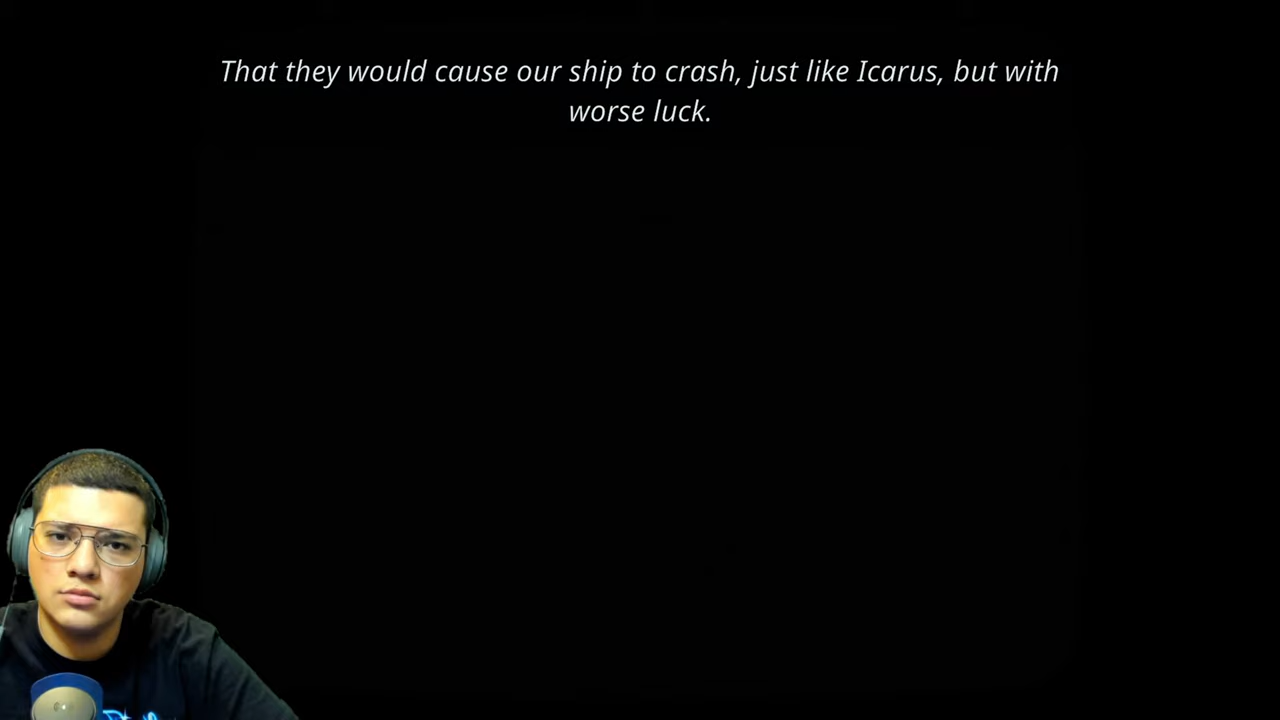 That they would cause our ship to crash, just like Icarus, but with
worse luck.